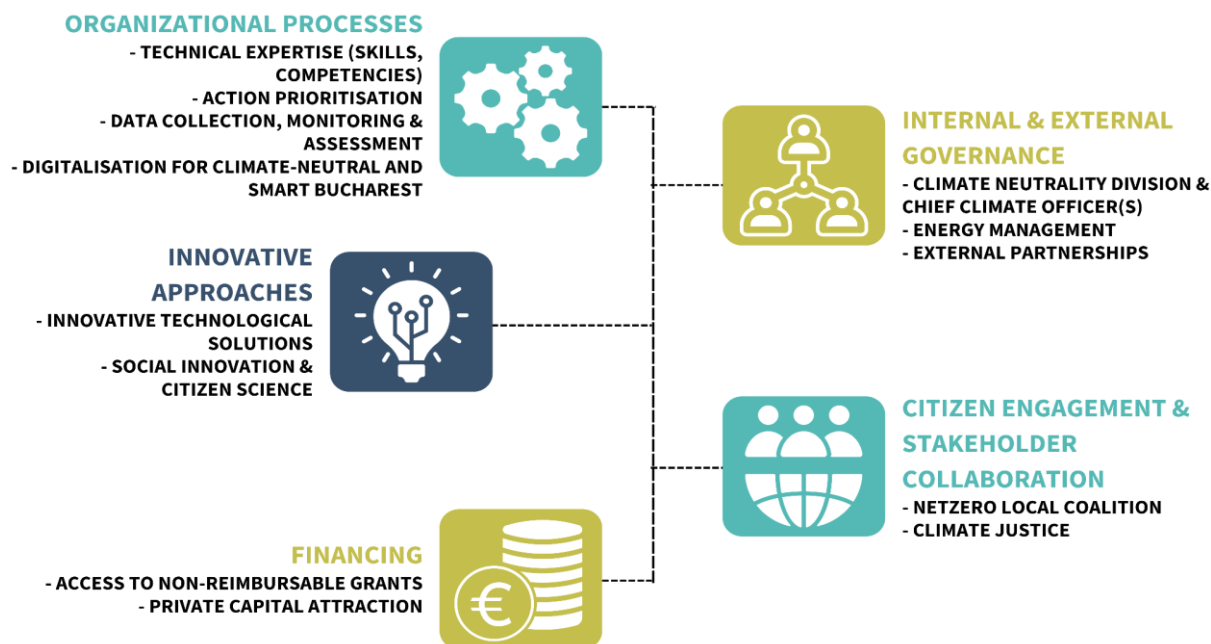 ORGANIZATIONAL PROCESSES
- TECHNICAL EXPERTISE (SKILLS,
COMPETENCIES)
- ACTION PRIORITISATION
- DATA COLLECTION, MONITORING &
ASSESSMENT
- DIGITALISATION FOR CLIMATE-NEUTRAL AND
SMART BUCHAREST
INTERNAL & EXTERNAL
GOVERNANCE
- CLIMATE NEUTRALITY DIVISION &
CHIEF CLIMATE OFFICER(S)
- ENERGY MANAGEMENT
- EXTERNAL PARTNERSHIPS
INNOVATIVE
APPROACHES
- INNOVATIVE TECHNOLOGICAL
SOLUTIONS
- SOCIAL INNOVATION &
CITIZEN SCIENCE
CITIZEN ENGAGEMENT &
STAKEHOLDER
COLLABORATION
- NETZERO LOCAL COALITION
- CLIMATE JUSTICE
FINANCING
- ACCESS TO NON-REIMBURSABLE GRANTS
- PRIVATE CAPITAL ATTRACTION
€